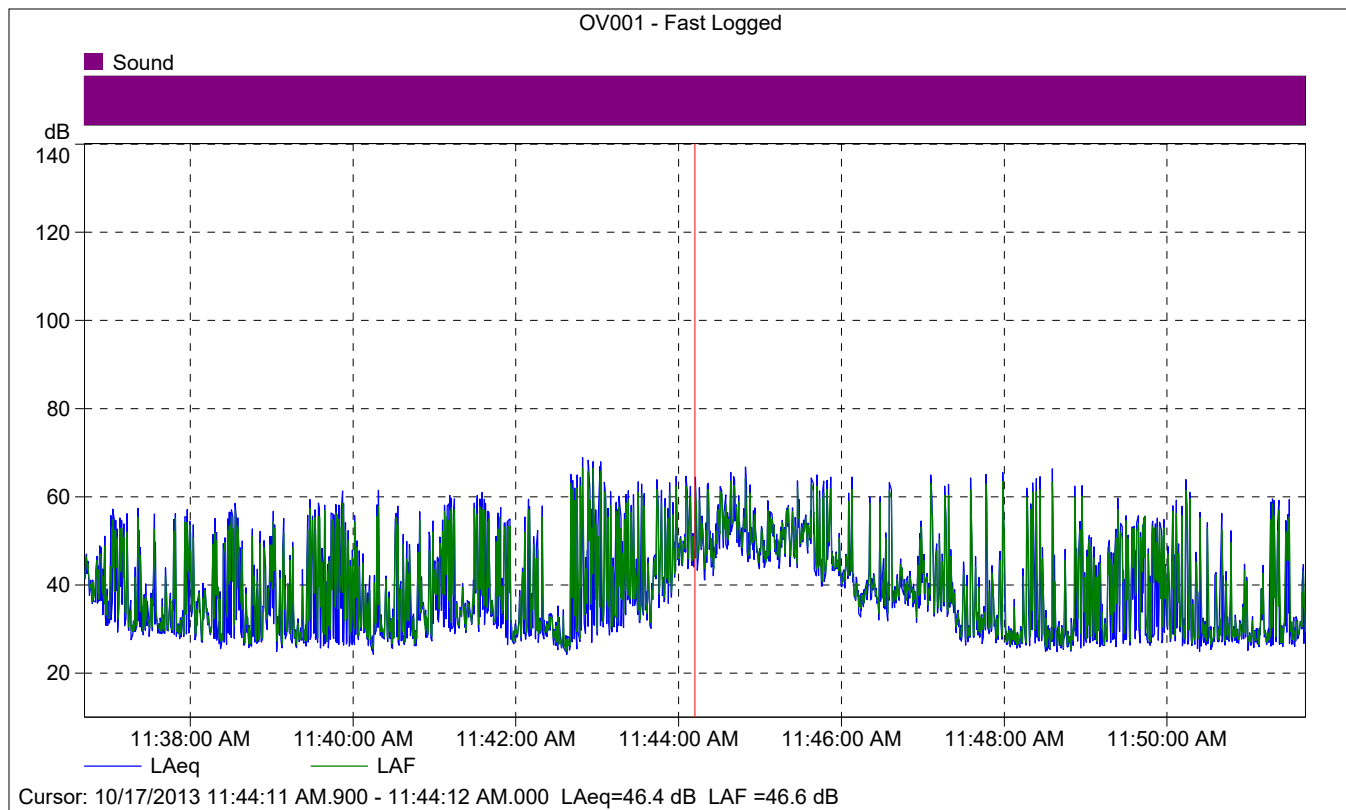 OV001 - Fast Logged
Sound
dB
140
120
100
80
60
40
20
11:38:00 AM 11:40:00 AM 11:42:00 AM 11:44:00 AM 11:46:00 AM 11:48:00 AM 11:50:00 AM
LAeq LAF
Cursor: 10/17/2013 11:44:11 AM.900 - 11:44:12 AM.000 LAeq=46.4 dB LAF =46.6 dB